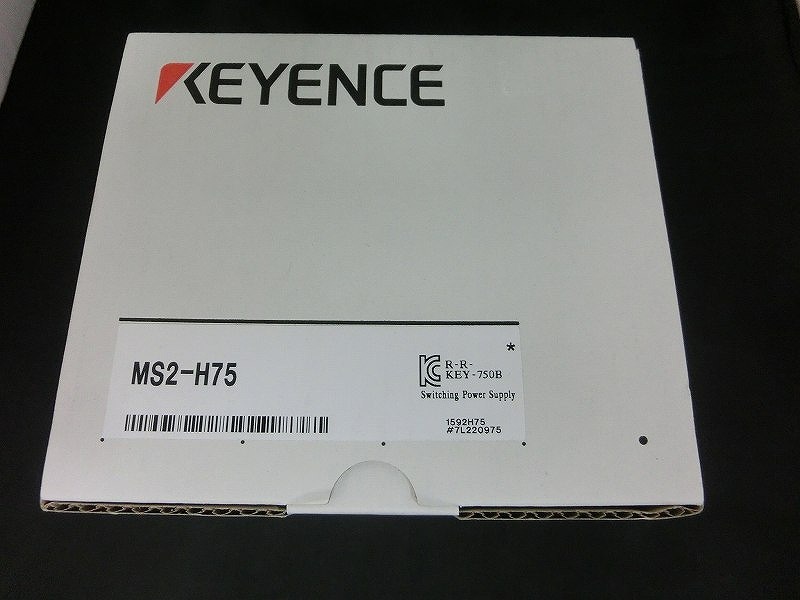 KEYENCE
*
MS2-H75
R-R-
KEY-750B
Switching Power Supply
1592H75
#7L220975